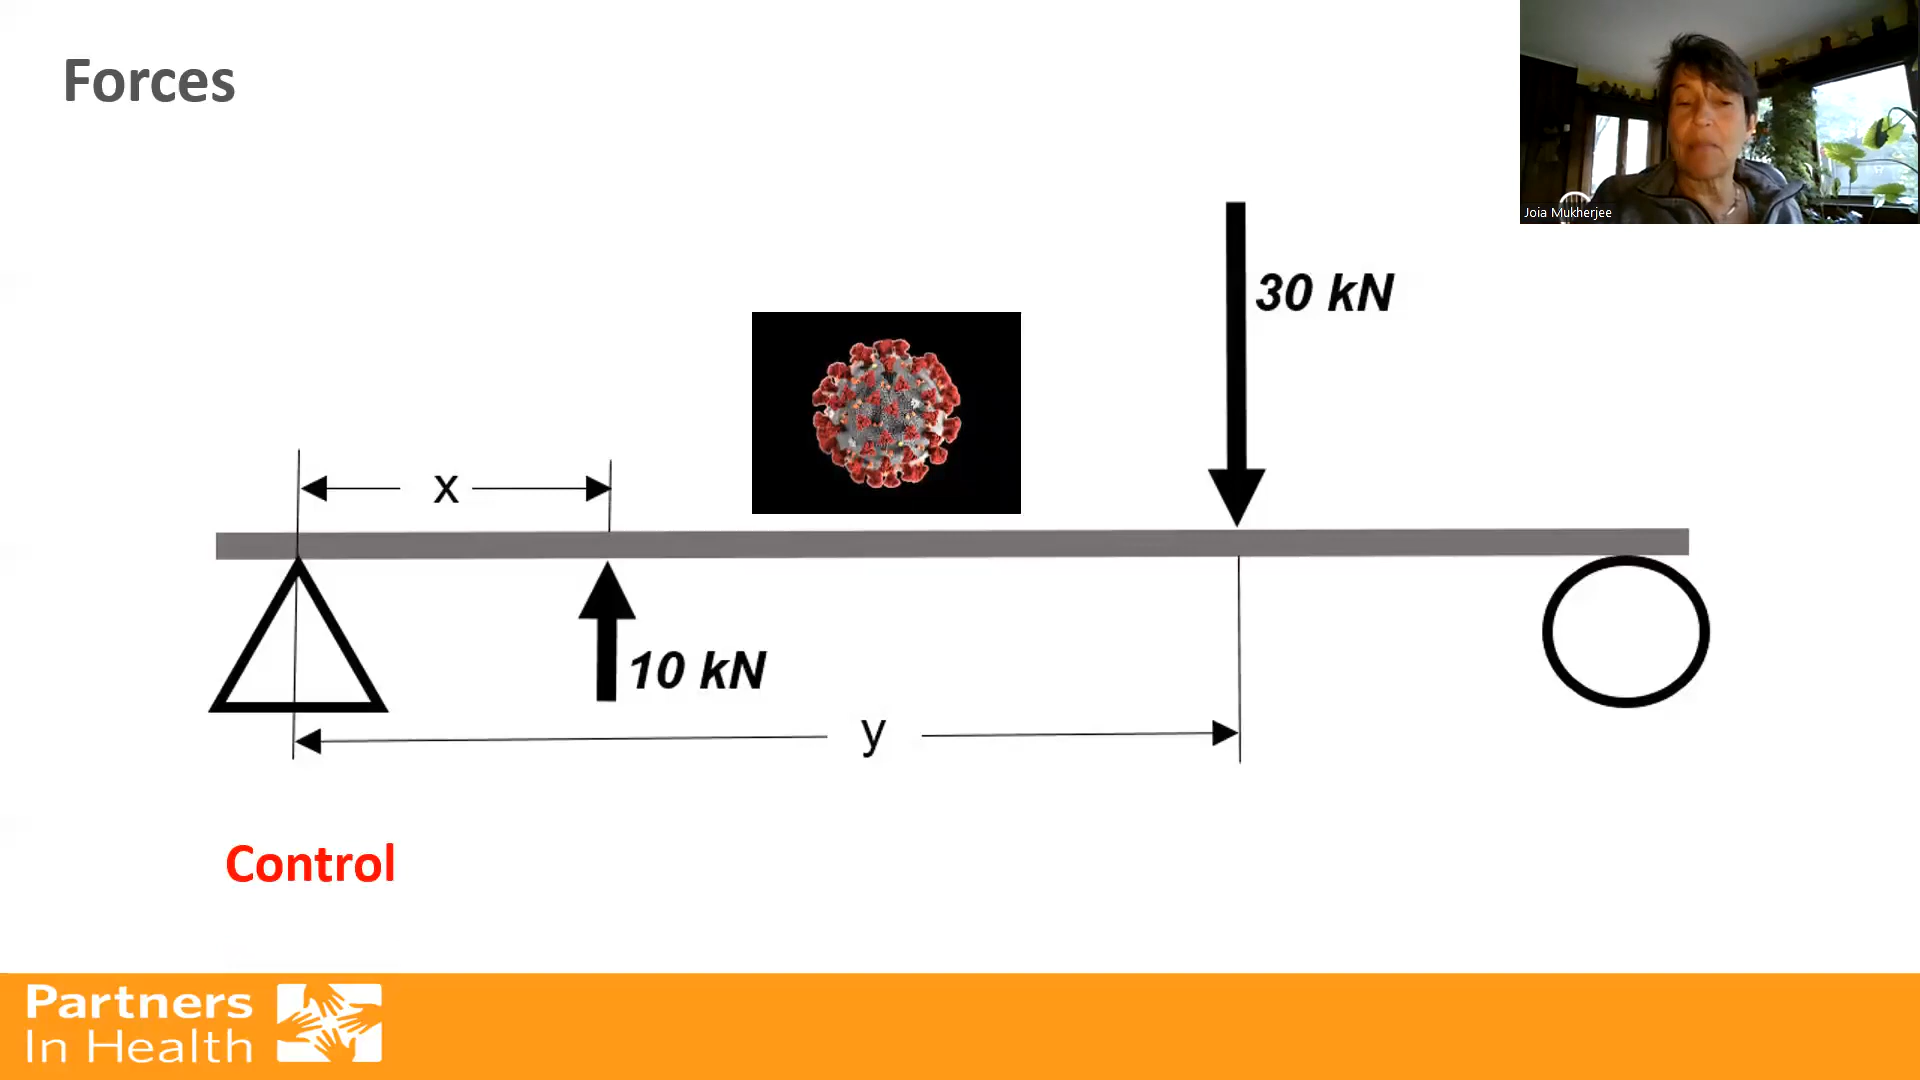 Forces
Joia Mukherjee
30 kN
x
10 kN
y
Control
Partners
In Health